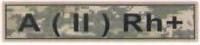 A ( II ) Rh+